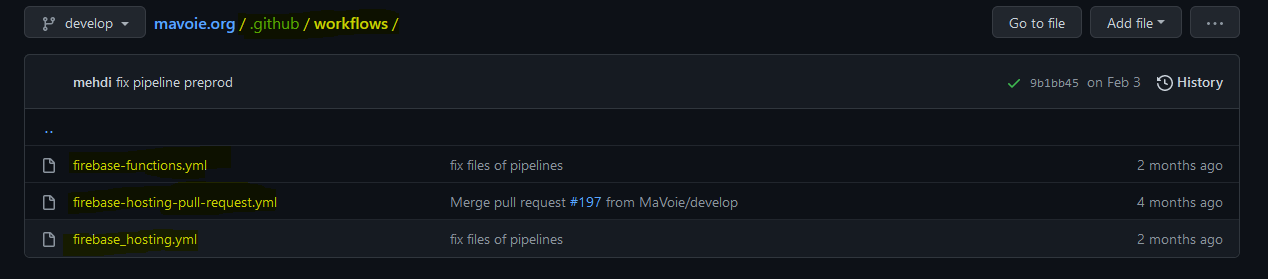 develop mavoie.org / .github / workflows / Go to file Add file ...
mehdi fix pipeline preprod 9b1bb45 on Feb 3 History
..
firebase-functions.yml fix files of pipelines 2 months ago
firebase-hosting-pull-request.yml Merge pull request #197 from MaVoie/develop 4 months ago
firebase_hosting.yml fix files of pipelines 2 months ago